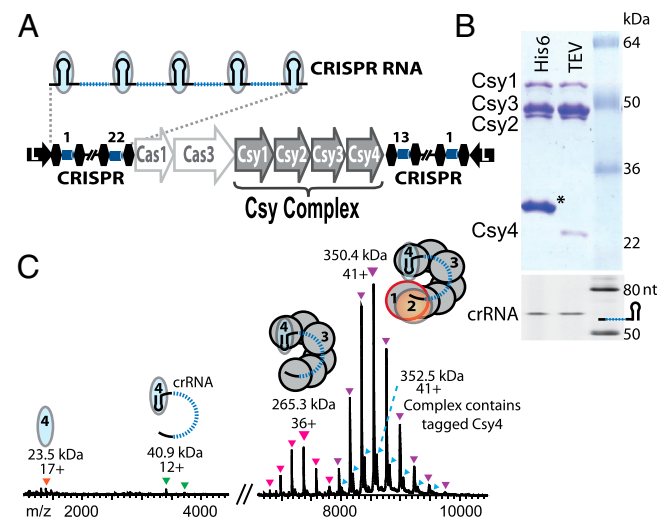 A
CRISPR RNA
1
22
13
1
L
Cas1
Cas3
Csy1
Csy2
Csy3
Csy4
L
CRISPR
CRISPR
Csy Complex
B
His6
TEV
kDa
64
Csy1
Csy3
50
Csy2
36
*
Csy4
22
80 nt
crRNA
50
C
350.4 kDa
41+
4
3
1
2
4
3
265.3 kDa
36+
352.5 kDa
41+
Complex contains
tagged Csy4
4
23.5 kDa
17+
4
crRNA
40.9 kDa
12+
m/z
2000
4000
8000
10000